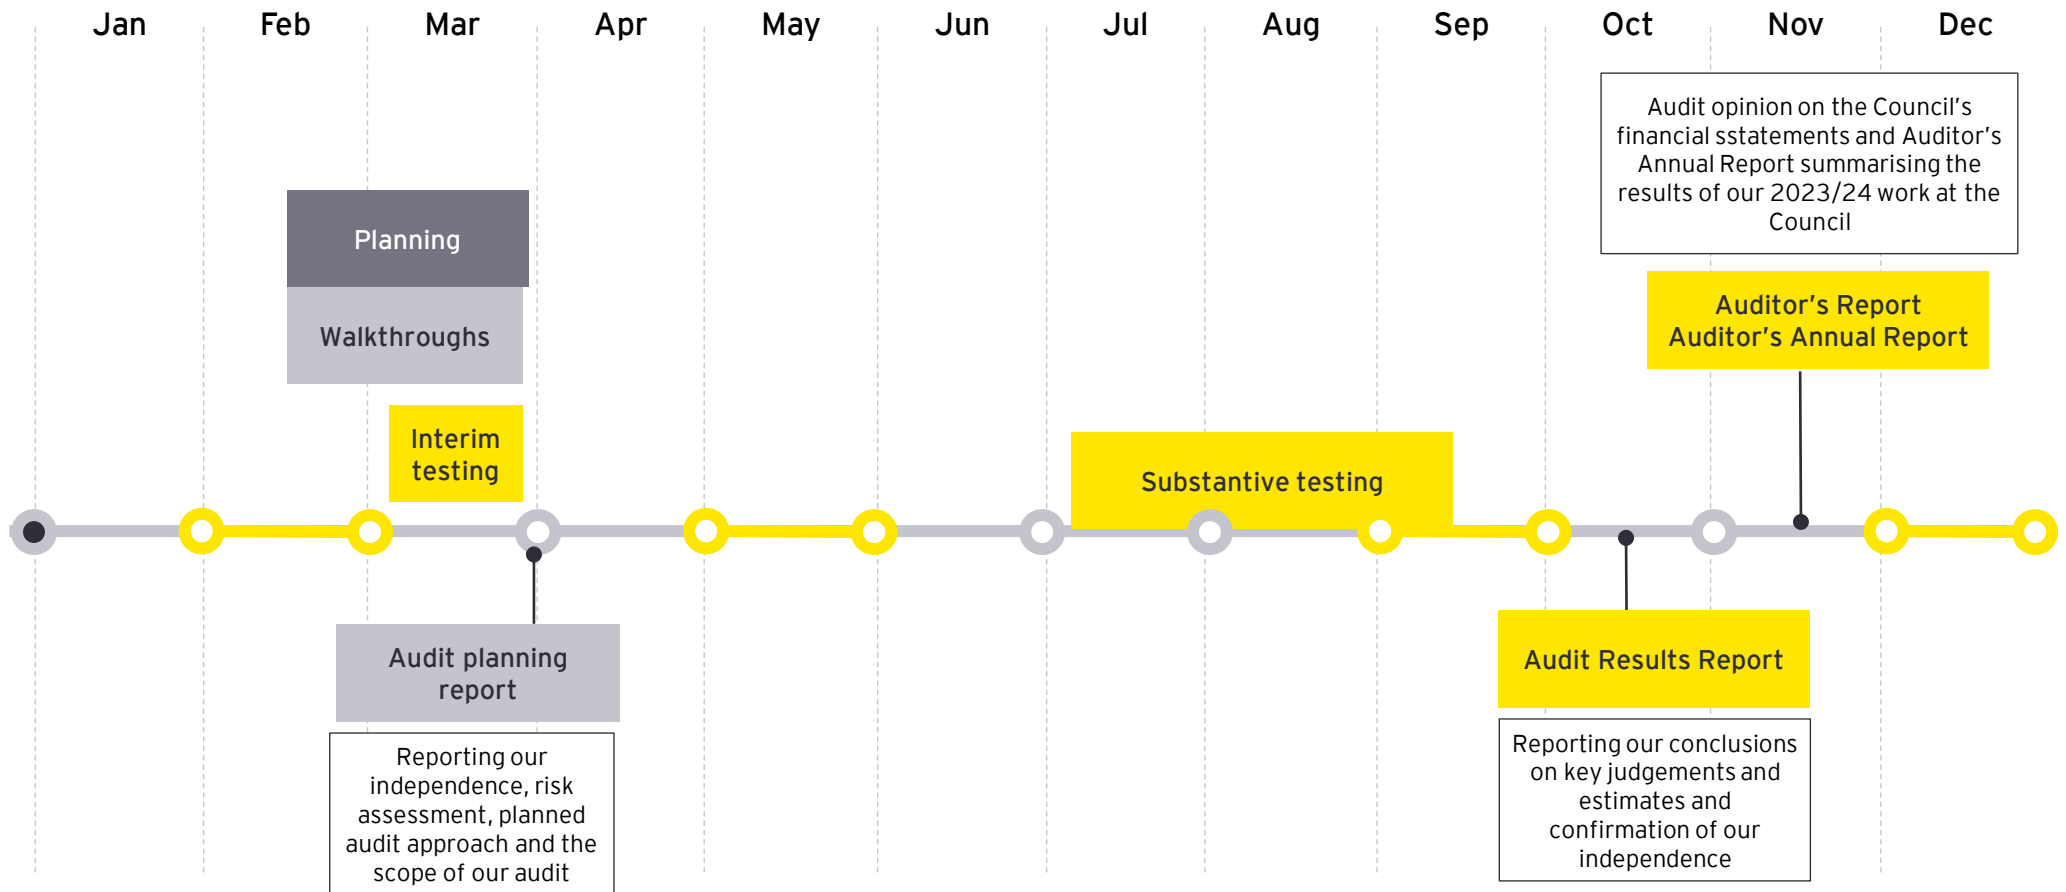 Jan Feb Mar Apr May Jun Jul Aug Sep Oct Nov Dec
Audit opinion on the Council's
financial sstatements and Auditor's
Annual Report summarising the
results of our 2023/24 work at the
Council
Planning
Walkthroughs
Auditor's Report
Auditor's Annual Report
Interim
testing
Substantive testing
Audit planning
report
Reporting our
independence, risk
assessment, planned
audit approach and the
scope of our audit
Audit Results Report
Reporting our conclusions
on key judgements and
estimates and
confirmation of our
independence